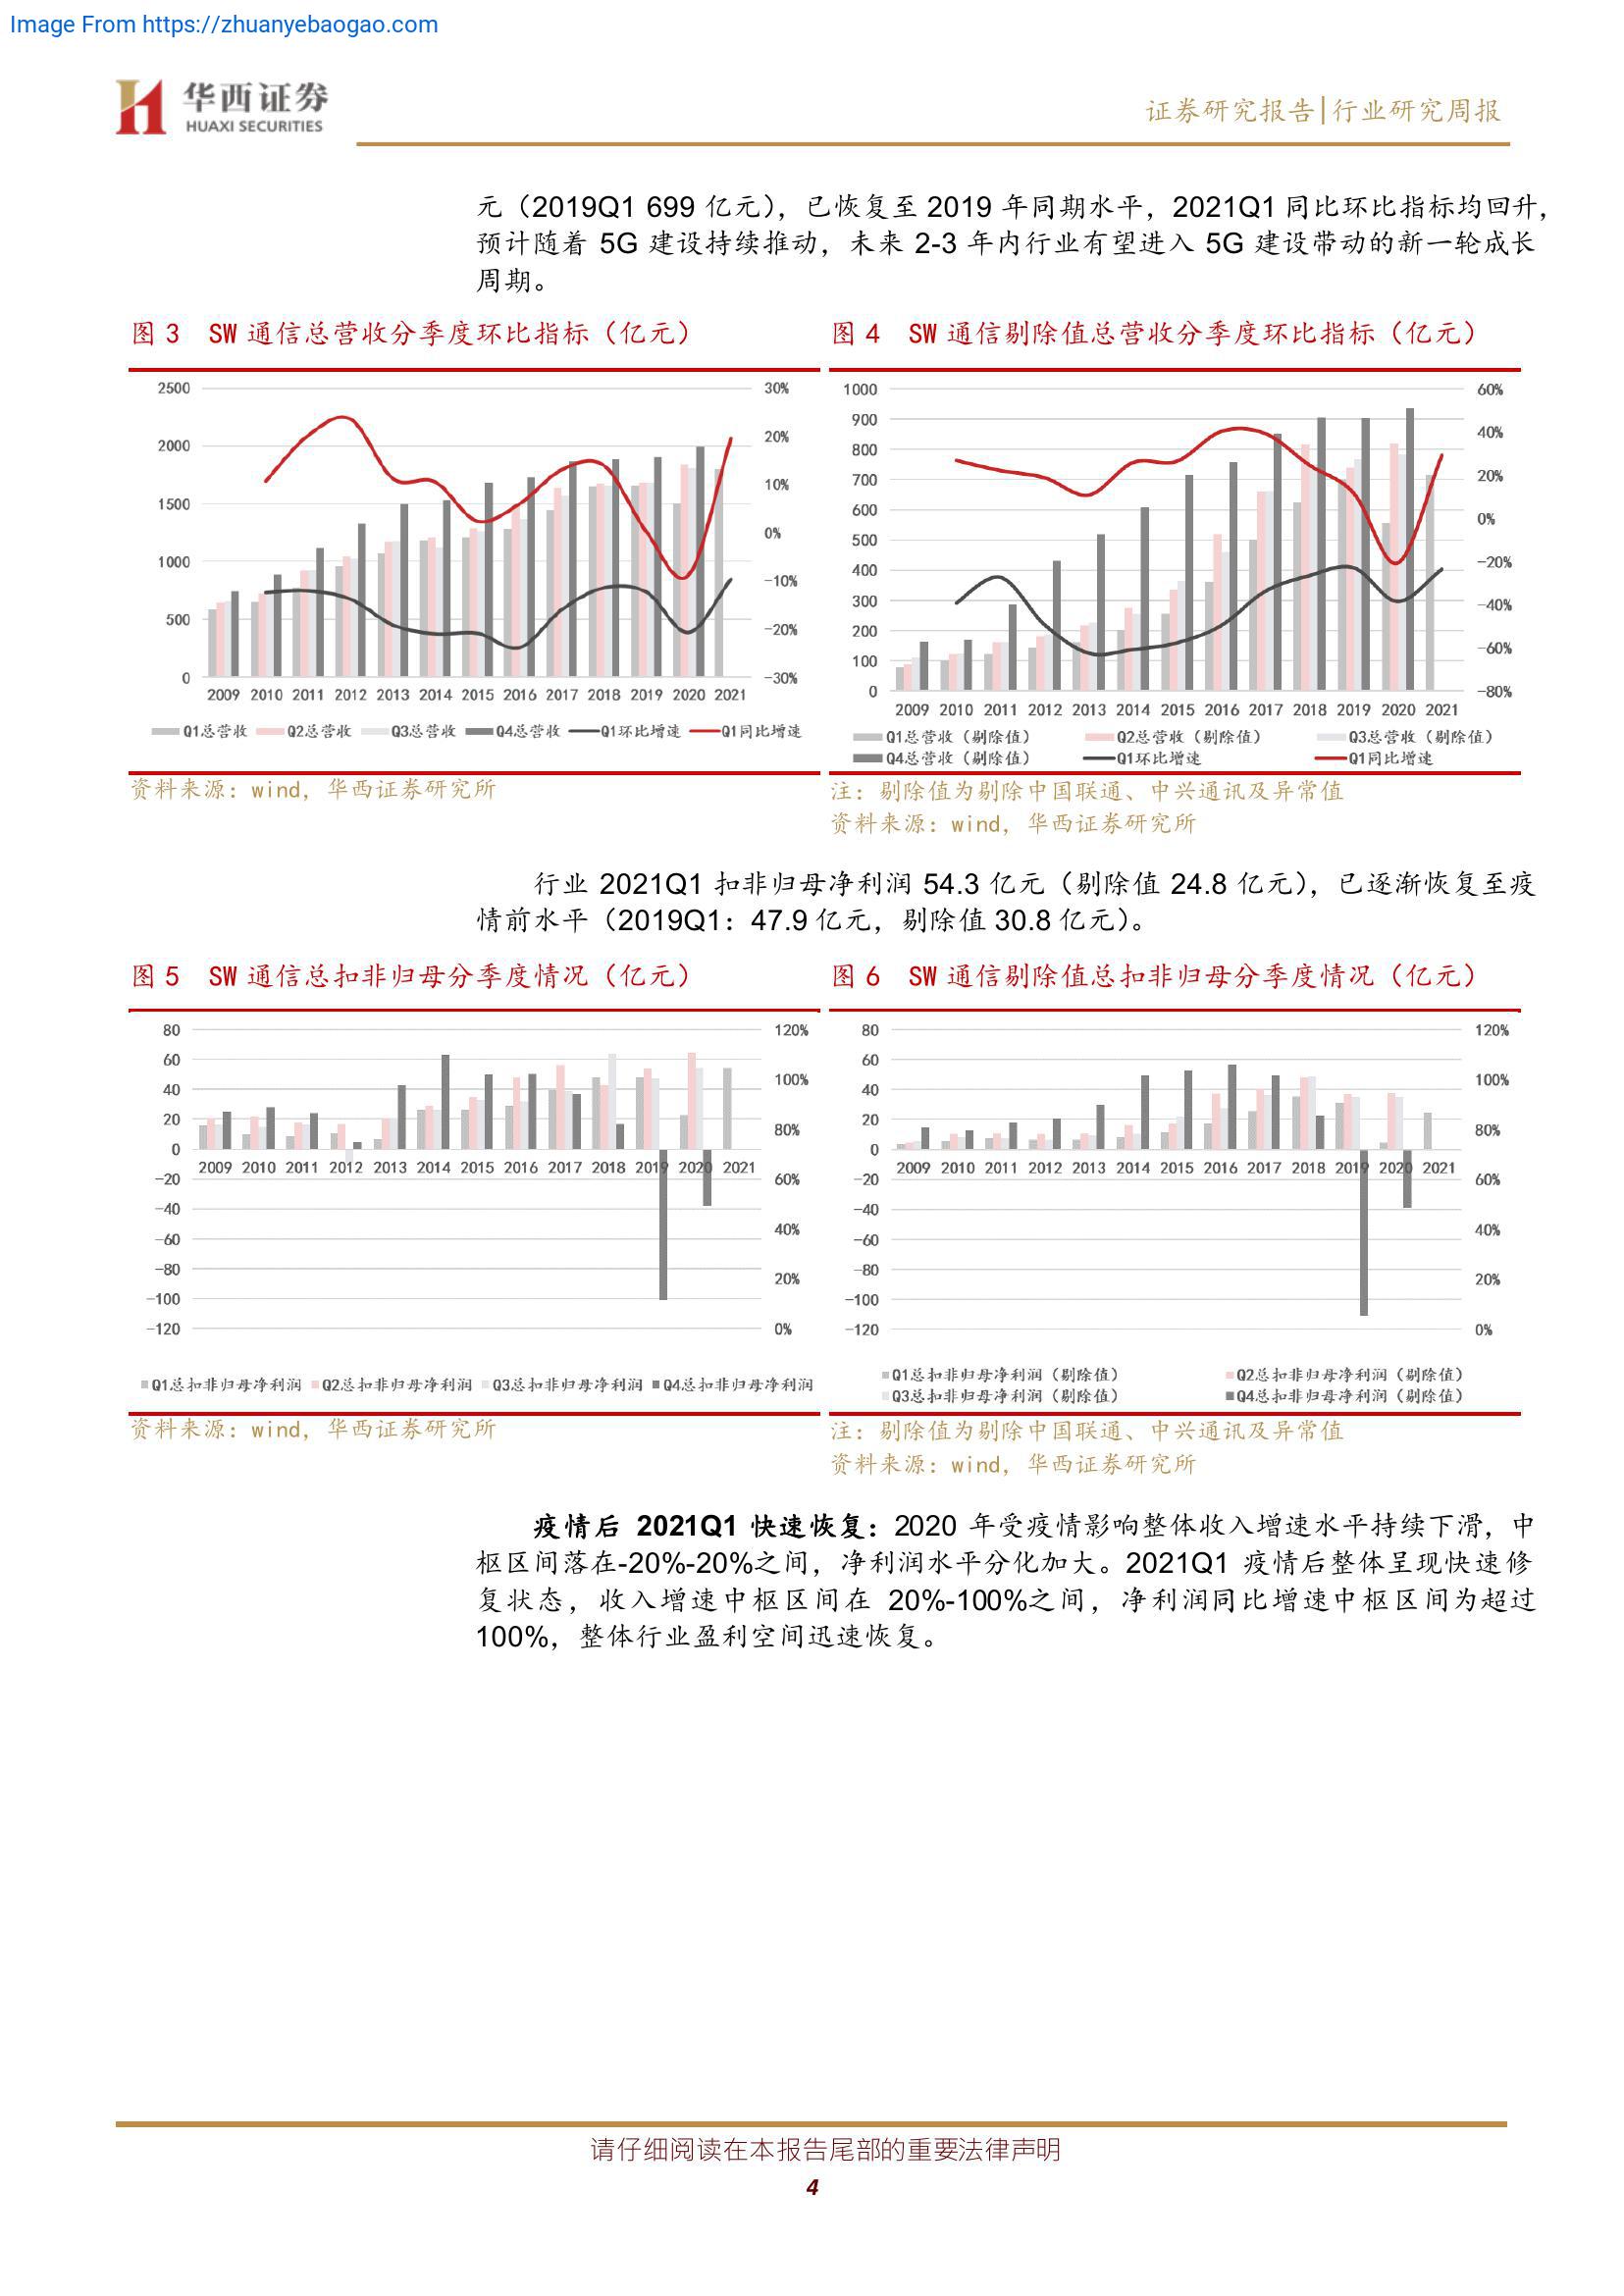 Image From https://zhuanyebaogao.com
华西证券
HUAXI SECURITIES
证券研究报告|行业研究周报
元（2019Q1 699 亿元），已恢复至 2019 年同期水平，2021Q1 同比环比指标均回升，
预计随着 5G 建设持续推动，未来 2-3 年内行业有望进入 5G 建设带动的新一轮成长
周期。
图 3 SW 通信总营收分季度环比指标（亿元）
2500
2000
1500
1000
500
0
30%
20%
10%
0%
-10%
-20%
-30%
2009 2010 2011 2012 2013 2014 2015 2016 2017 2018 2019 2020 2021
Q1总营收 Q2总营收 Q3总营收 Q4总营收 Q1环比增速 Q1同比增速
资料来源：wind，华西证券研究所
图 4 SW 通信剔除值总营收分季度环比指标（亿元）
1000
900
800
700
600
500
400
300
200
100
0
60%
40%
20%
0%
-20%
-40%
-60%
-80%
2009 2010 2011 2012 2013 2014 2015 2016 2017 2018 2019 2020 2021
Q1总营收（剔除值） Q2总营收（剔除值） Q3总营收（剔除值）
Q4总营收（剔除值） Q1环比增速 Q1同比增速
注：剔除值为剔除中国联通、中兴通讯及异常值
资料来源：wind，华西证券研究所
行业 2021Q1 扣非归母净利润 54.3 亿元（剔除值 24.8 亿元），已逐渐恢复至疫
情前水平（2019Q1：47.9 亿元，剔除值 30.8 亿元）。
图 5 SW 通信总扣非归母分季度情况（亿元）
80
60
40
20
0
-20
-40
-60
-80
-100
-120
120%
100%
80%
60%
40%
20%
0%
2009 2010 2011 2012 2013 2014 2015 2016 2017 2018 2019 2020 2021
Q1总扣非归母净利润 Q2总扣非归母净利润 Q3总扣非归母净利润 Q4总扣非归母净利润
资料来源：wind，华西证券研究所
图 6 SW 通信剔除值总扣非归母分季度情况（亿元）
80
60
40
20
0
-20
-40
-60
-80
-100
-120
120%
100%
80%
60%
40%
20%
0%
2009 2010 2011 2012 2013 2014 2015 2016 2017 2018 2019 2020 2021
Q1总扣非归母净利润（剔除值） Q2总扣非归母净利润（剔除值）
Q3总扣非归母净利润（剔除值） Q4总扣非归母净利润（剔除值）
注：剔除值为剔除中国联通、中兴通讯及异常值
资料来源：wind，华西证券研究所
疫情后 2021Q1 快速恢复：2020 年受疫情影响整体收入增速水平持续下滑，中
枢区间落在-20%-20%之间，净利润水平分化加大。2021Q1 疫情后整体呈现快速修
复状态，收入增速中枢区间在 20%-100%之间，净利润同比增速中枢区间为超过
100%，整体行业盈利空间迅速恢复。
请仔细阅读在本报告尾部的重要法律声明
4